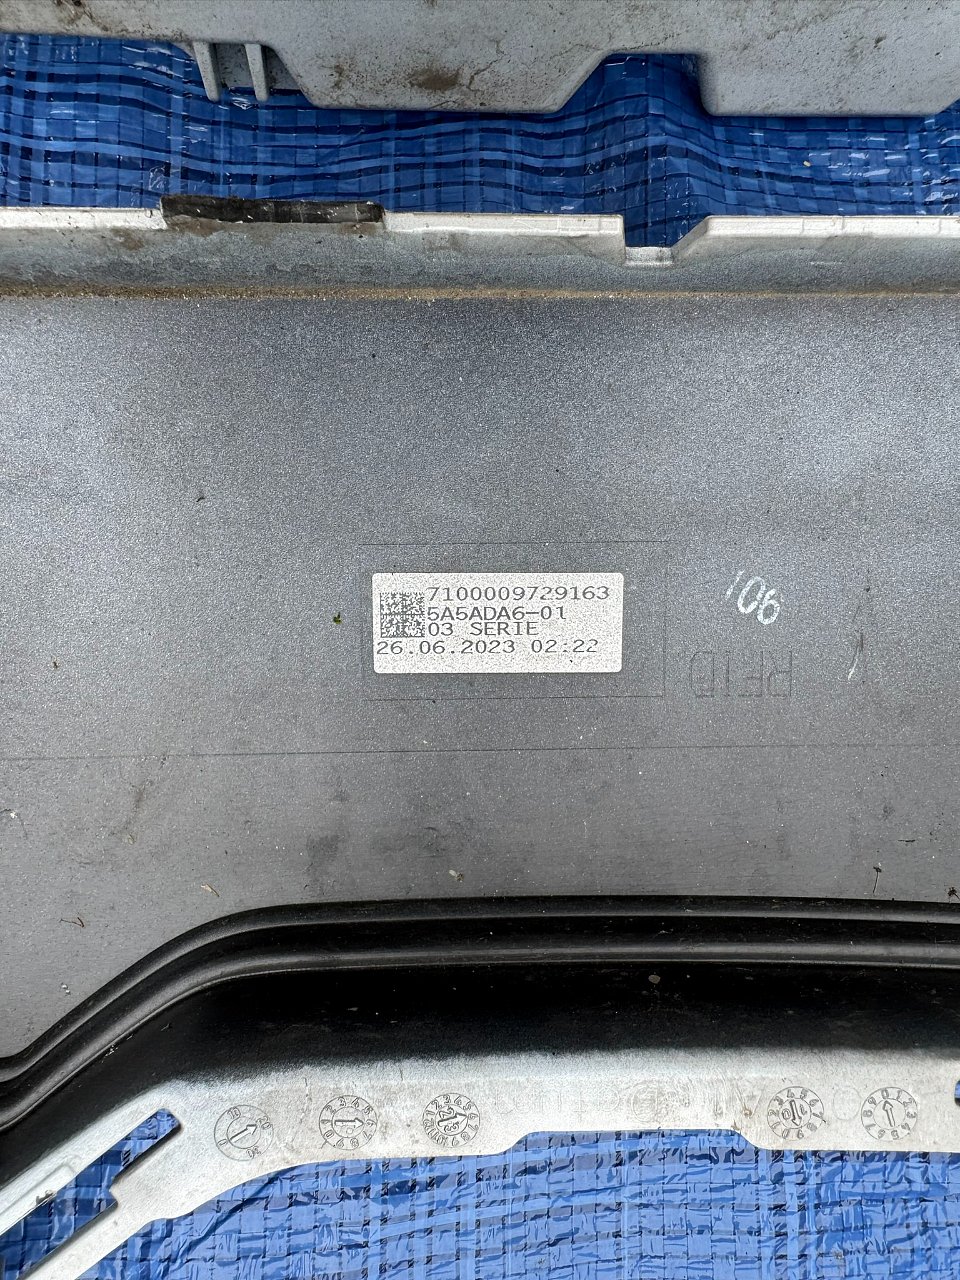 7100009729163
5A5ADA6-01
03 SERIE
26.06.2023 02:22
106
RFID